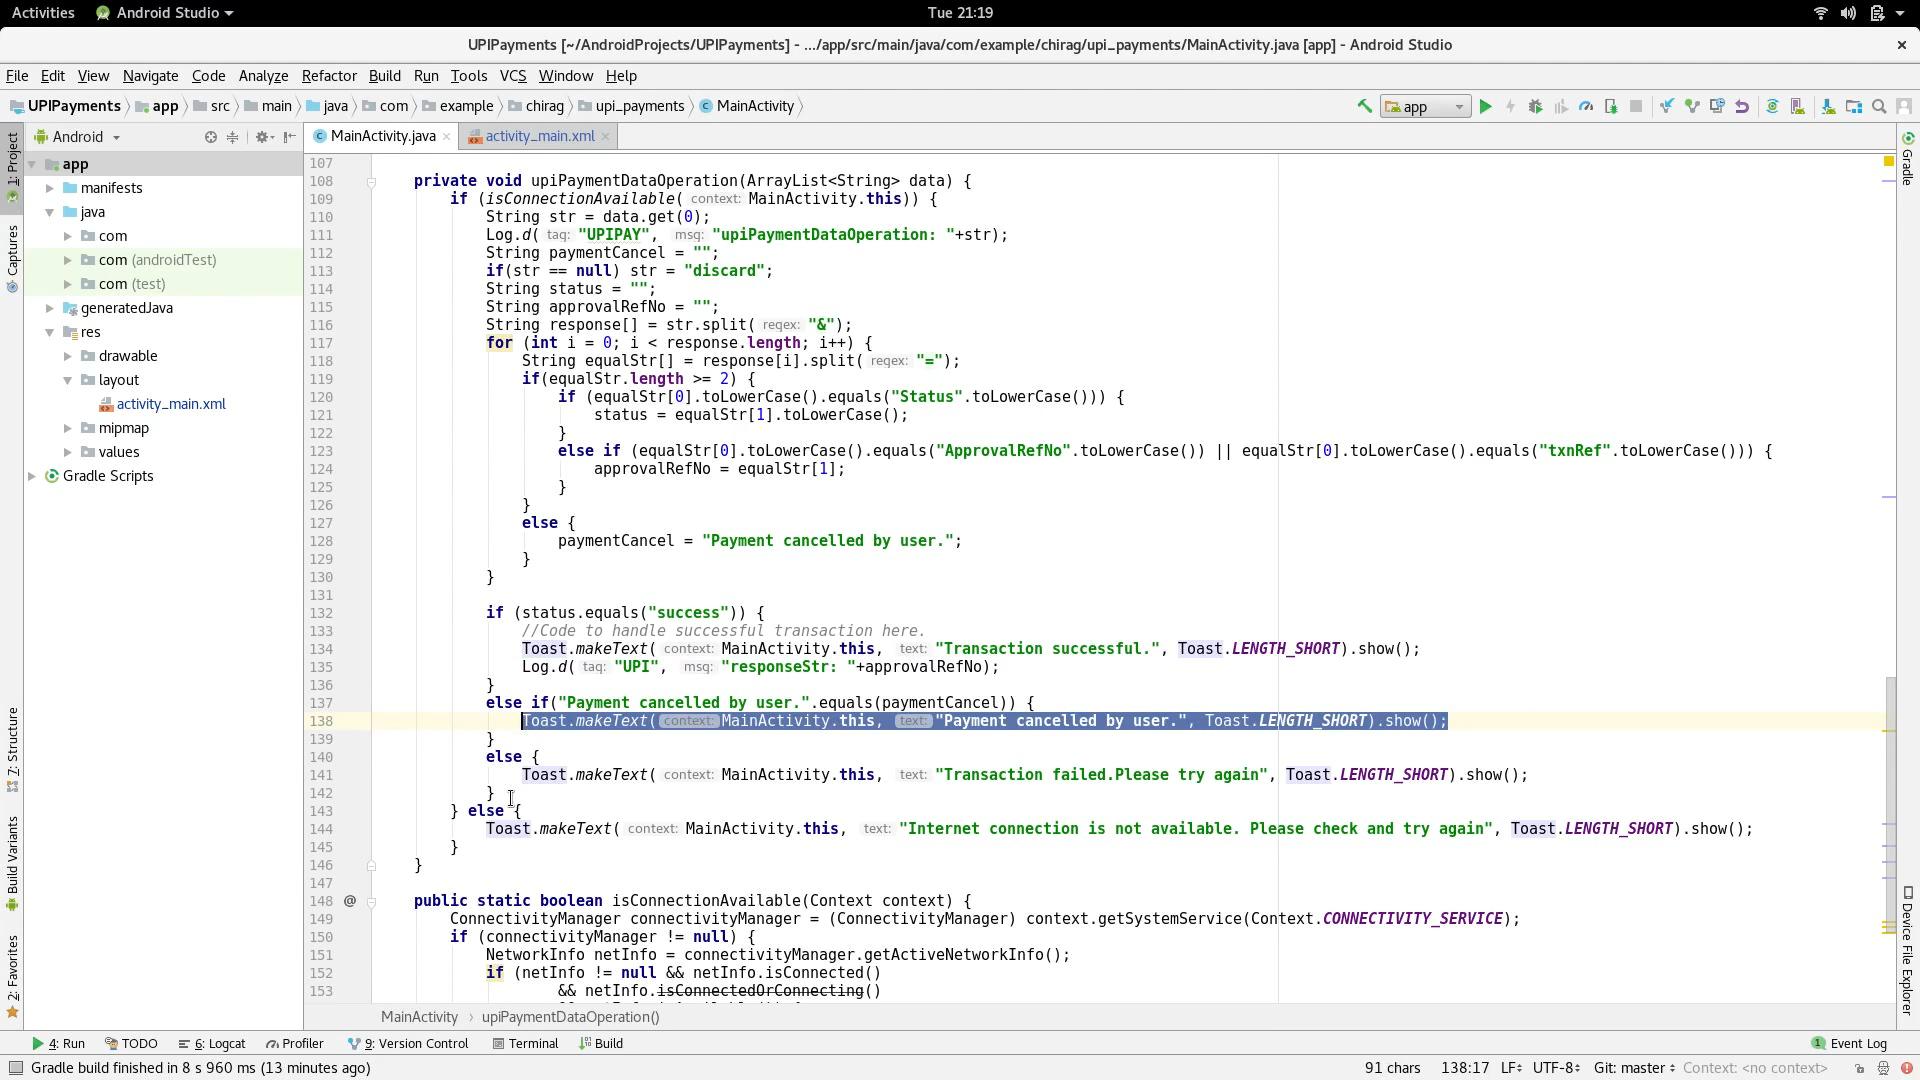 Activities Android Studio Tue 21:19
UPIPayments [~/AndroidProjects/UPIPayments] - .../app/src/main/java/com/example/chirag/upi_payments/MainActivity.java [app] - Android Studio
File Edit View Navigate Code Analyze Refactor Build Run Tools VCS Window Help
UPIPayments app src main java com example chirag upi_payments MainActivity app
Android MainActivity.java activity_main.xml
1: Project
Captures
7: Structure
Build Variants
2: Favorites
app
manifests
java
com
com (androidTest)
com (test)
generatedJava
res
drawable
layout
activity_main.xml
mipmap
values
Gradle Scripts
107
108 private void upiPaymentDataOperation(ArrayList<String> data) {
109 if (isConnectionAvailable( context: MainActivity.this)) {
110 String str = data.get(0);
111 Log.d( tag: "UPIPAY", msg: "upiPaymentDataOperation: "+str);
112 String paymentCancel = "";
113 if(str == null) str = "discard";
114 String status = "";
115 String approvalRefNo = "";
116 String response[] = str.split( regex: "&");
117 for (int i = 0; i < response.length; i++) {
118 String equalStr[] = response[i].split( regex: "=");
119 if(equalStr.length >= 2) {
120 if (equalStr[0].toLowerCase().equals("Status".toLowerCase())) {
121 status = equalStr[1].toLowerCase();
122 }
123 else if (equalStr[0].toLowerCase().equals("ApprovalRefNo".toLowerCase()) || equalStr[0].toLowerCase().equals("txnRef".toLowerCase())) {
124 approvalRefNo = equalStr[1];
125 }
126 }
127 else {
128 paymentCancel = "Payment cancelled by user.";
129 }
130 }
131
132 if (status.equals("success")) {
133 //Code to handle successful transaction here.
134 Toast.makeText( context: MainActivity.this, text: "Transaction successful.", Toast.LENGTH_SHORT).show();
135 Log.d( tag: "UPI", msg: "responseStr: "+approvalRefNo);
136 }
137 else if("Payment cancelled by user.".equals(paymentCancel)) {
138 Toast.makeText( context: MainActivity.this, text: "Payment cancelled by user.", Toast.LENGTH_SHORT).show();
139 }
140 else {
141 Toast.makeText( context: MainActivity.this, text: "Transaction failed.Please try again", Toast.LENGTH_SHORT).show();
142 }
143 } else {
144 Toast.makeText( context: MainActivity.this, text: "Internet connection is not available. Please check and try again", Toast.LENGTH_SHORT).show();
145 }
146 }
147
148 @ public static boolean isConnectionAvailable(Context context) {
149 ConnectivityManager connectivityManager = (ConnectivityManager) context.getSystemService(Context.CONNECTIVITY_SERVICE);
150 if (connectivityManager != null) {
151 NetworkInfo netInfo = connectivityManager.getActiveNetworkInfo();
152 if (netInfo != null && netInfo.isConnected()
153 && netInfo.isConnectedOrConnecting()
Gradle
Device File Explorer
MainActivity › upiPaymentDataOperation()
4: Run TODO 6: Logcat Profiler 9: Version Control Terminal Build 1 Event Log
Gradle build finished in 8 s 960 ms (13 minutes ago) 91 chars 138:17 LF UTF-8 Git: master Context: <no context>